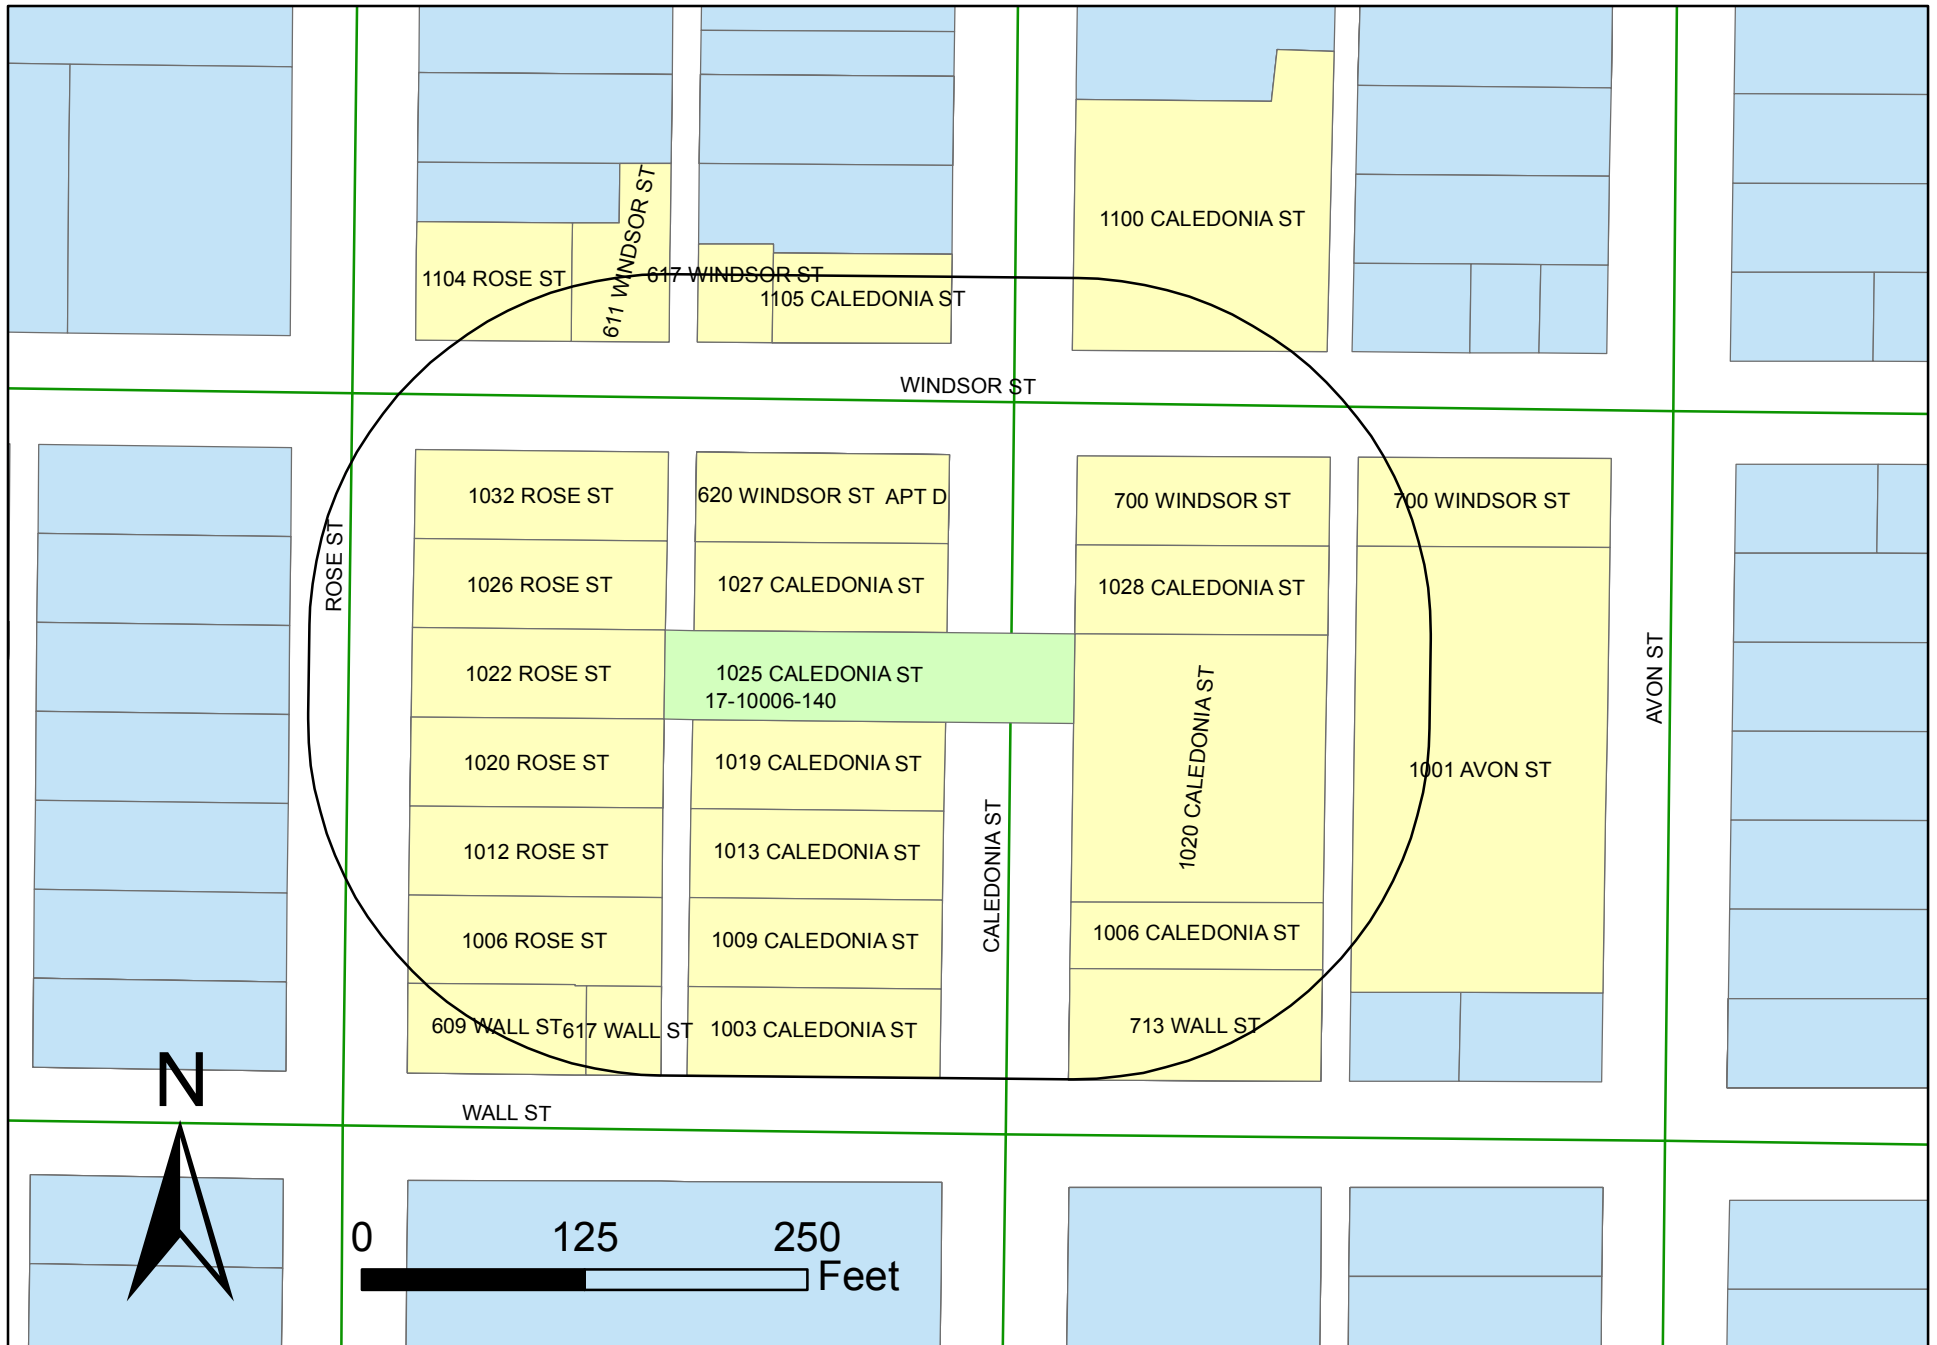 611 WINDSOR ST
1100 CALEDONIA ST
1104 ROSE ST
617 WINDSOR ST
1105 CALEDONIA ST
WINDSOR ST
1032 ROSE ST
620 WINDSOR ST APT D
700 WINDSOR ST
700 WINDSOR ST
ROSE ST
1026 ROSE ST
1027 CALEDONIA ST
1028 CALEDONIA ST
1022 ROSE ST
1025 CALEDONIA ST
17-10006-140
AVON ST
1020 CALEDONIA ST
1020 ROSE ST
1019 CALEDONIA ST
1001 AVON ST
1012 ROSE ST
1013 CALEDONIA ST
CALEDONIA ST
1006 ROSE ST
1009 CALEDONIA ST
1006 CALEDONIA ST
609 WALL ST
617 WALL ST
1003 CALEDONIA ST
713 WALL ST
N
WALL ST
0 125 250
Feet